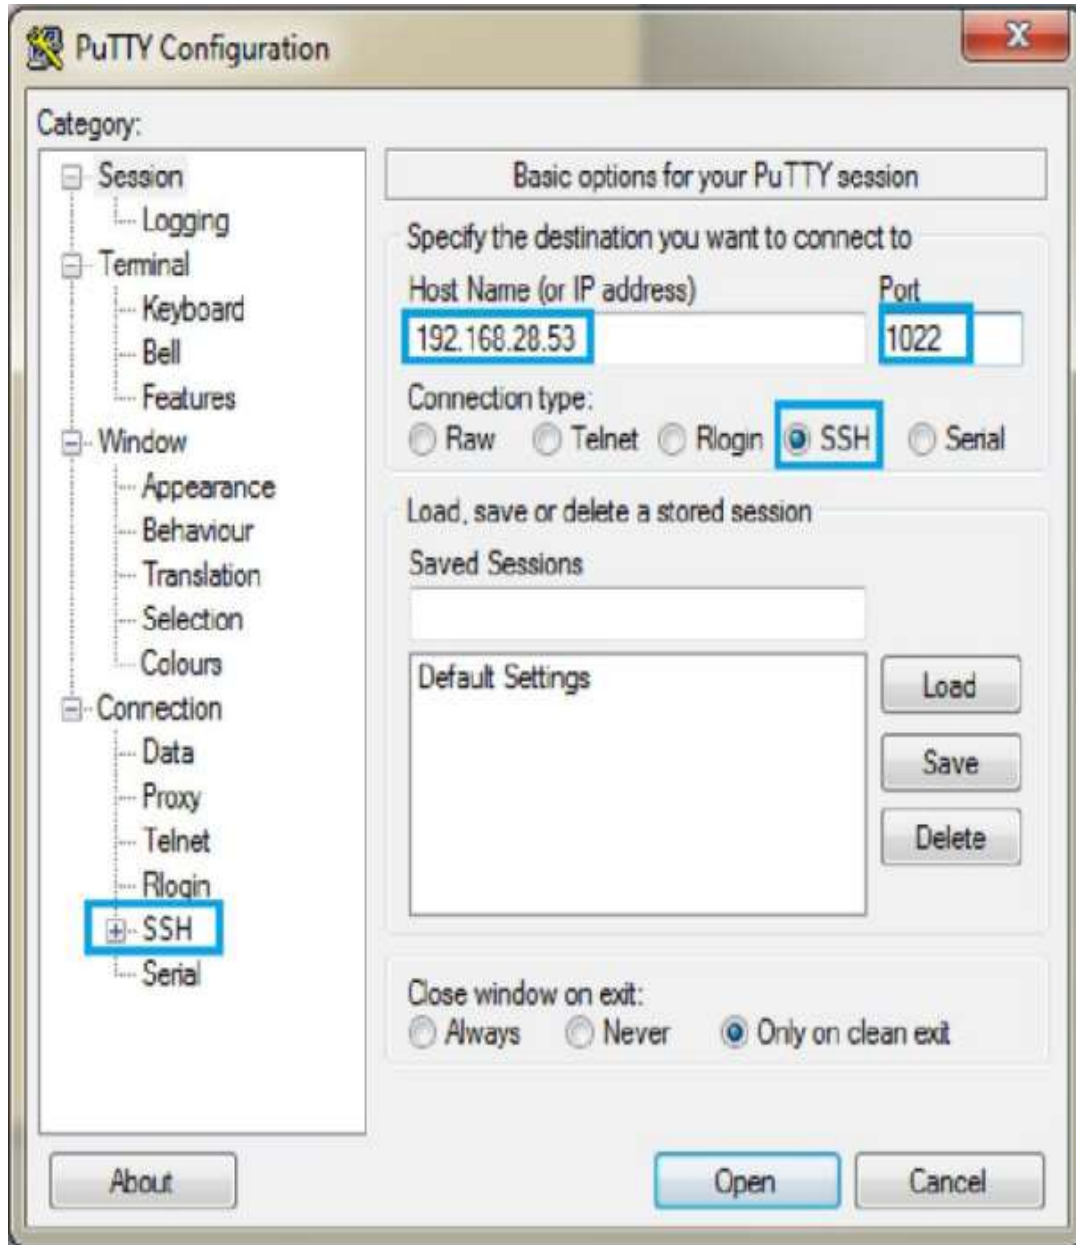 PuTTY Configuration
X
Category:
Session
Logging
Terminal
Keyboard
Bell
Features
Window
Appearance
Behaviour
Translation
Selection
Colours
Connection
Data
Proxy
Telnet
Rlogin
SSH
Serial
Basic options for your PuTTY session
Specify the destination you want to connect to
Host Name (or IP address) Port
192.168.28.53 1022
Connection type:
Raw Telnet Rlogin SSH Serial
Load, save or delete a stored session
Saved Sessions
Default Settings
Load
Save
Delete
Close window on exit:
Always Never Only on clean exit
About Open Cancel